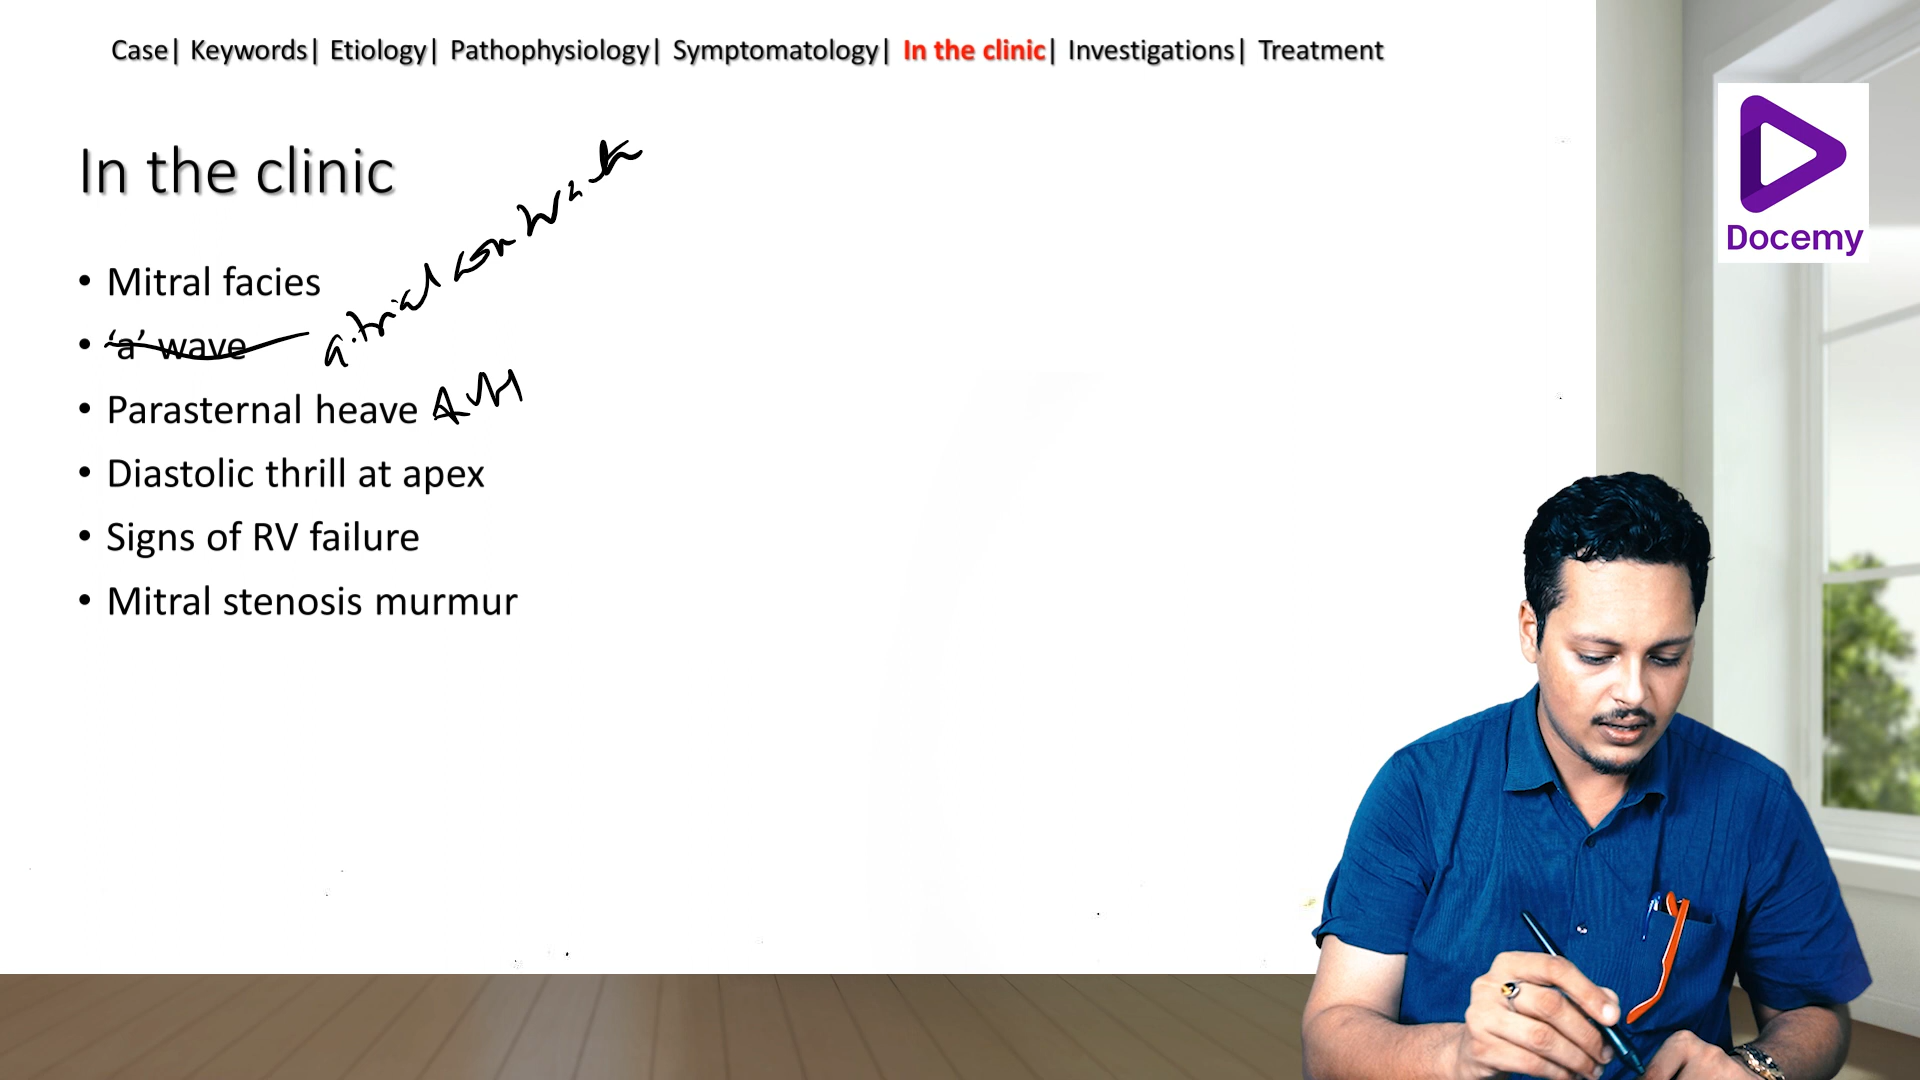 Case| Keywords| Etiology| Pathophysiology| Symptomatology| In the clinic| Investigations| Treatment
Docemy
In the clinic
• Mitral facies
• 'a' wave atrial
• Parasternal heave
• Diastolic thrill at apex
• Signs of RV failure
• Mitral stenosis murmur